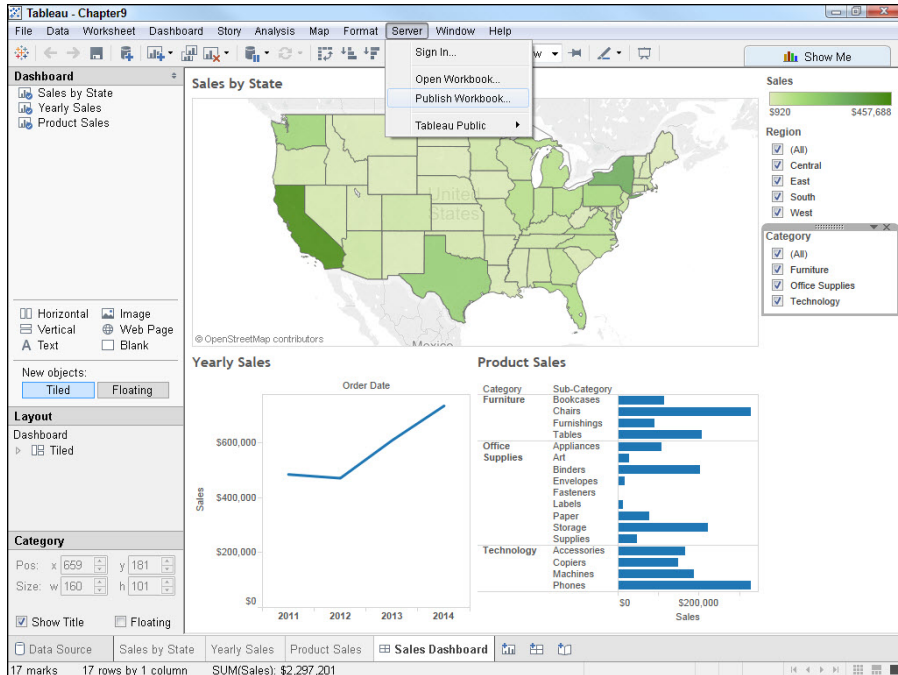 Tableau - Chapter9
File Data Worksheet Dashboard Story Analysis Map Format Server Window Help
Show Me
Sign In...
Open Workbook...
Publish Workbook...
Tableau Public
Dashboard
Sales by State
Yearly Sales
Product Sales
Horizontal Image
Vertical Web Page
Text Blank
New objects:
Tiled Floating
Layout
Dashboard
Tiled
Category
Pos: x 659 y 181
Size: w 160 h 101
Show Title Floating
Sales by State
United
States
Mexico
© OpenStreetMap contributors
Sales
$920 $457,688
Region
(All)
Central
East
South
West
Category
(All)
Furniture
Office Supplies
Technology
Yearly Sales
Order Date
Sales
$600,000
$400,000
$200,000
$0
2011 2012 2013 2014
Product Sales
Category Sub-Category
Furniture Bookcases
Chairs
Furnishings
Tables
Office Appliances
Supplies Art
Binders
Envelopes
Fasteners
Labels
Paper
Storage
Supplies
Technology Accessories
Copiers
Machines
Phones
$0 $200,000
Sales
Data Source Sales by State Yearly Sales Product Sales Sales Dashboard
17 marks 17 rows by 1 column SUM(Sales): $2,297,201